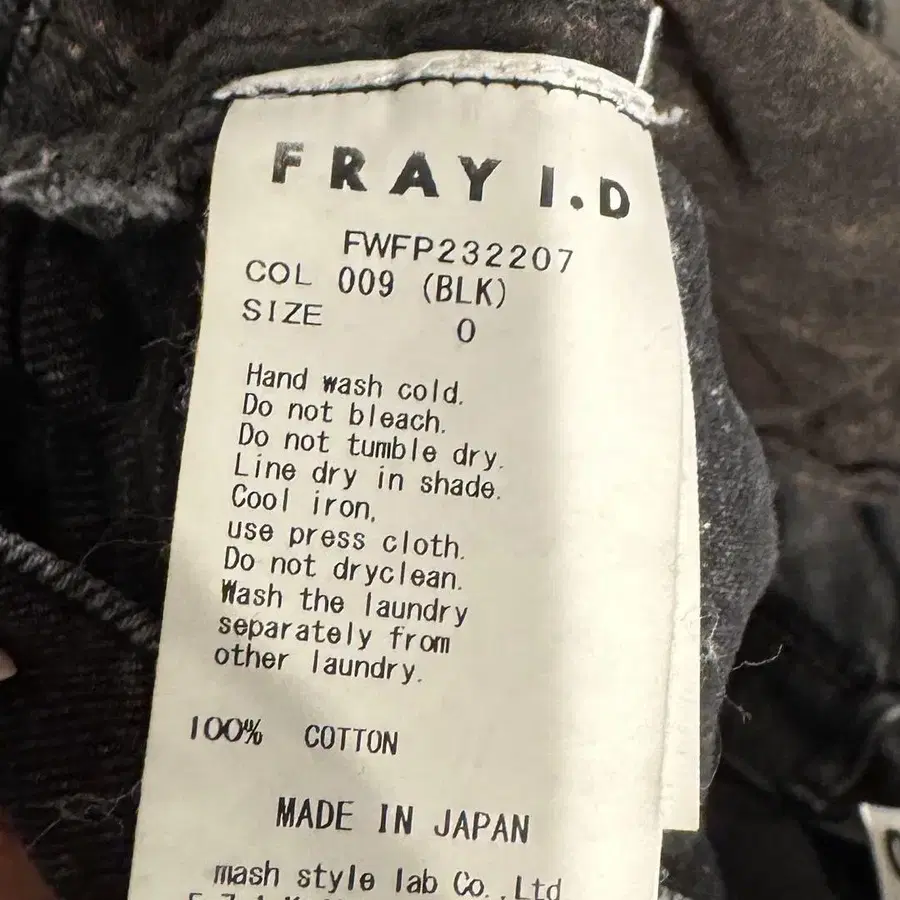 FRAY I.D
FWFP232207
COL 009 (BLK)
SIZE 0
Hand wash cold.
Do not bleach.
Do not tumble dry.
Line dry in shade.
Cool iron,
use press cloth.
Do not dryclean.
Wash the laundry
separately from
other laundry.
100% COTTON
MADE IN JAPAN
mash style lab Co.,Ltd